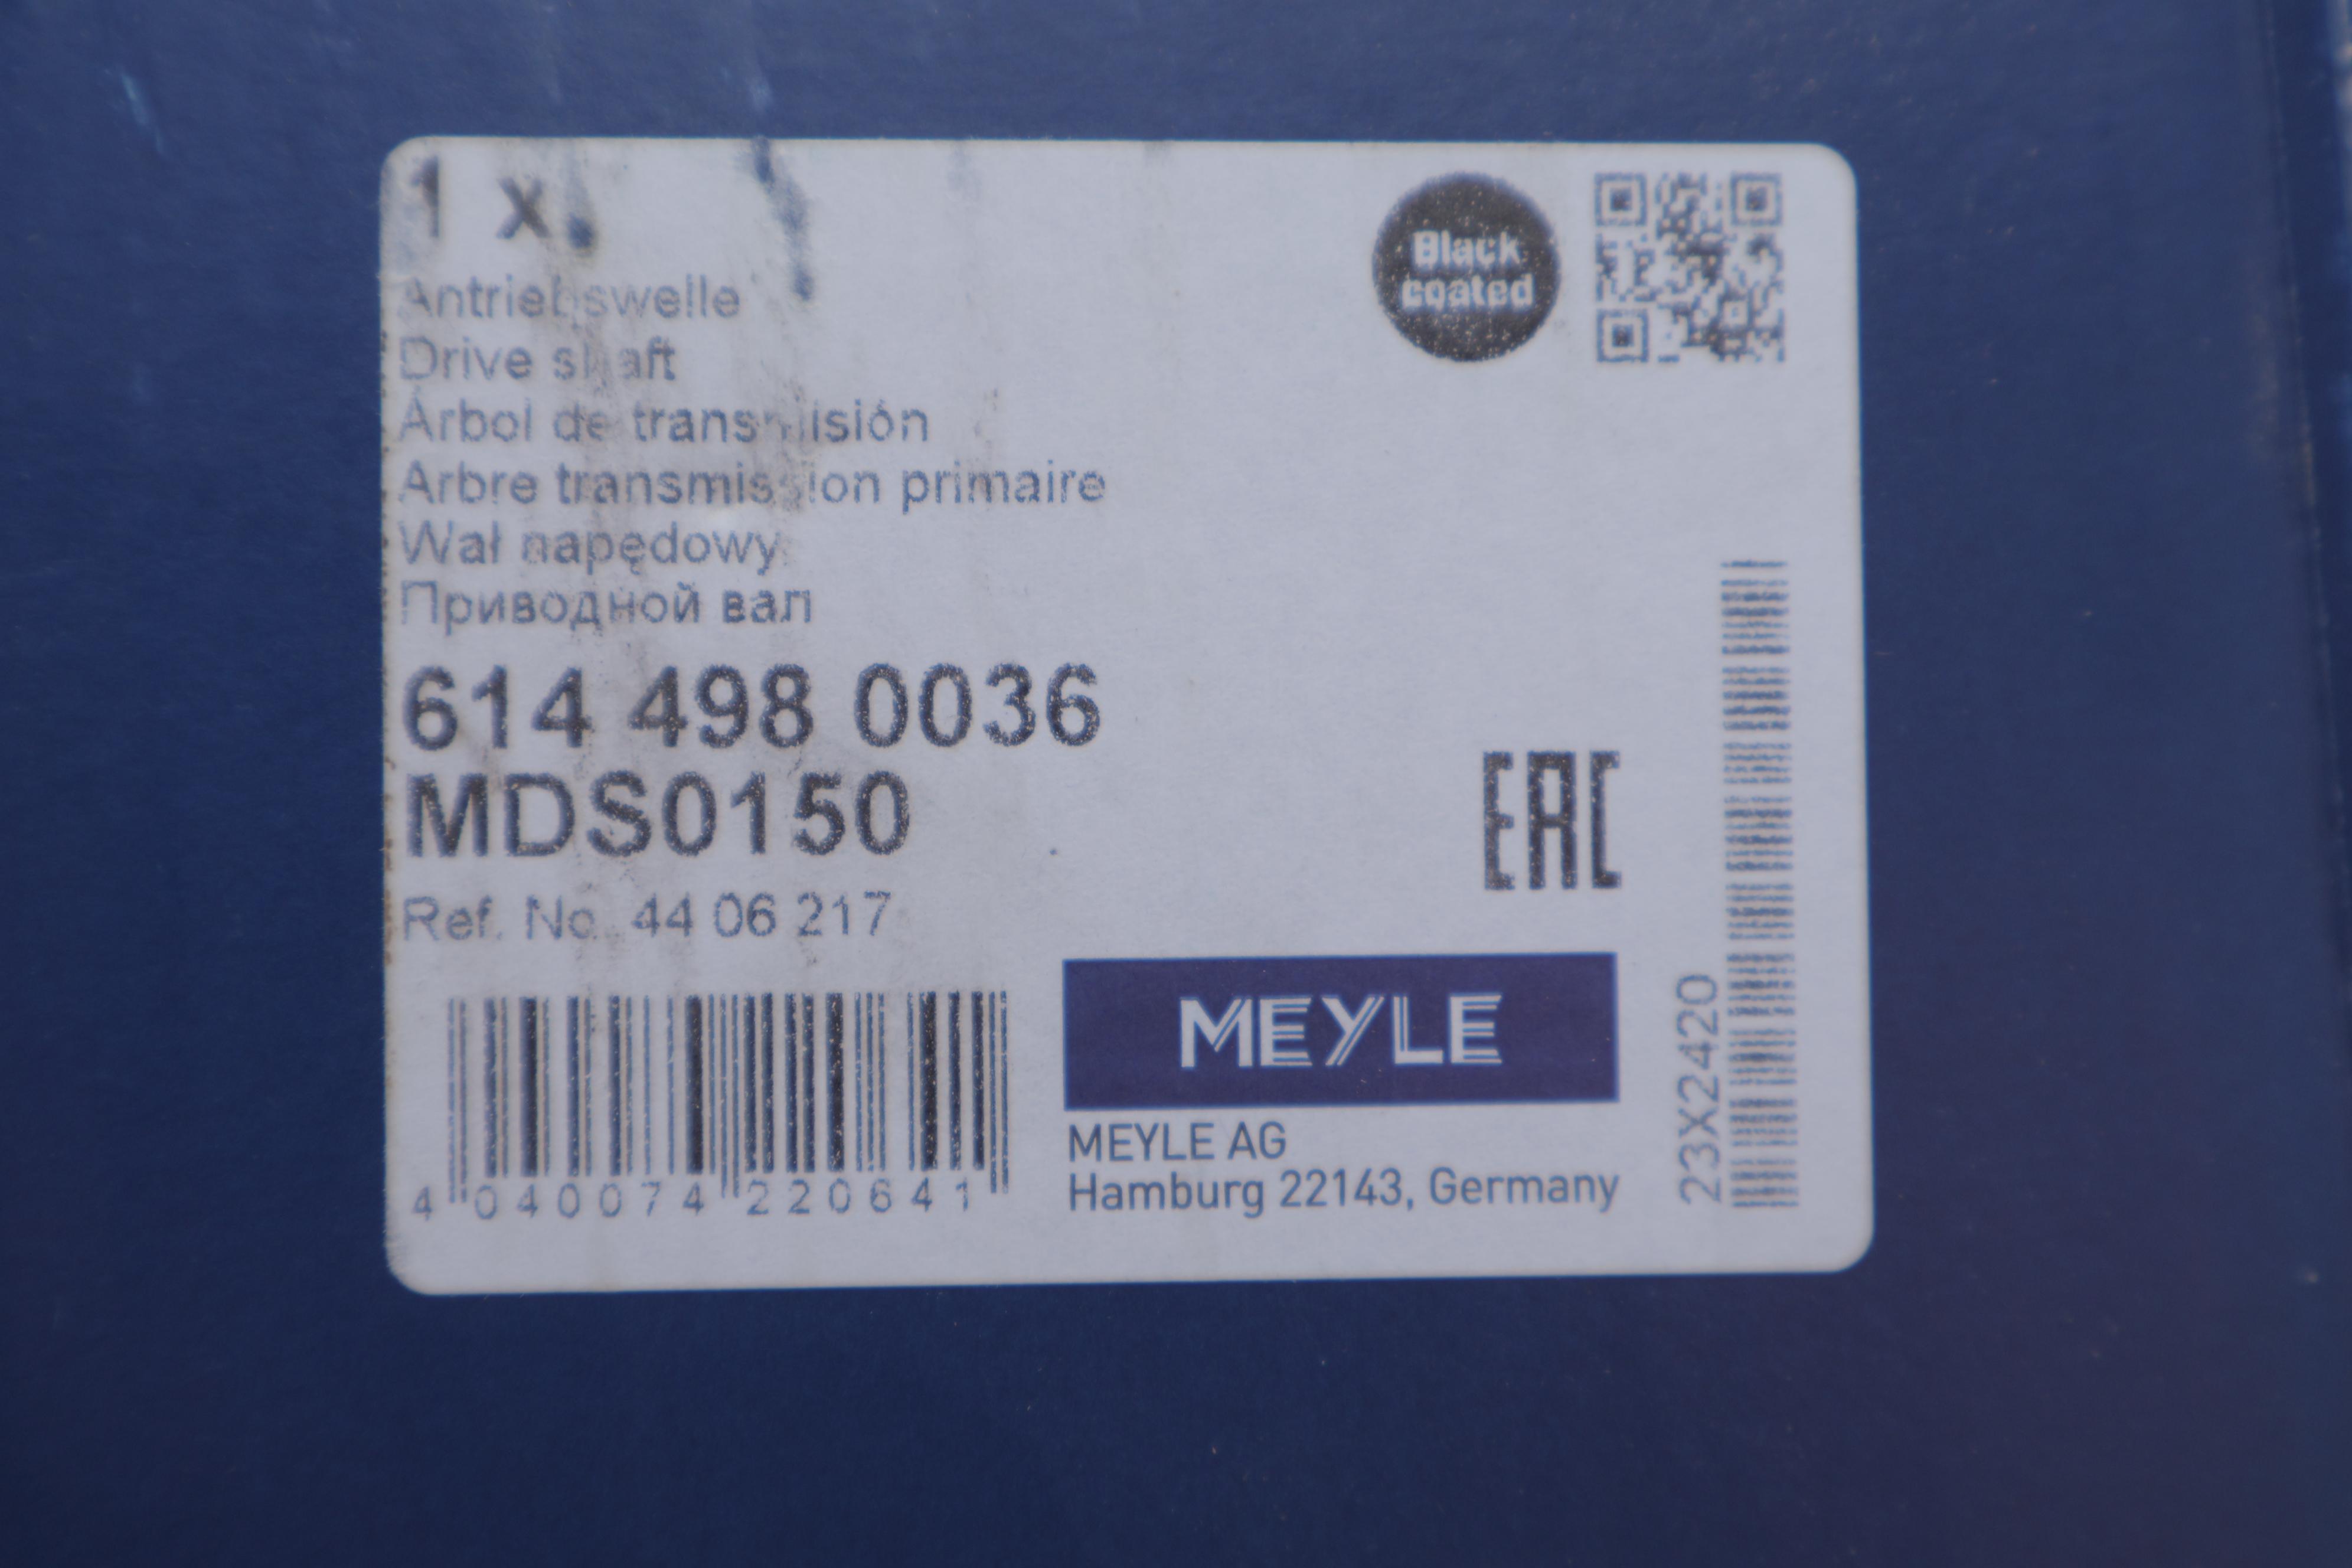 1 x
Black
coated
Antriebswelle
Drive shaft
Árbol de transmisión
Arbre transmission primaire
Wał napędowy
Приводной вал
614 498 0036
MDS0150
EAC
Ref. No. 44 06 217
4 040074 220641
MEYLE
MEYLE AG
Hamburg 22143, Germany
23X2420